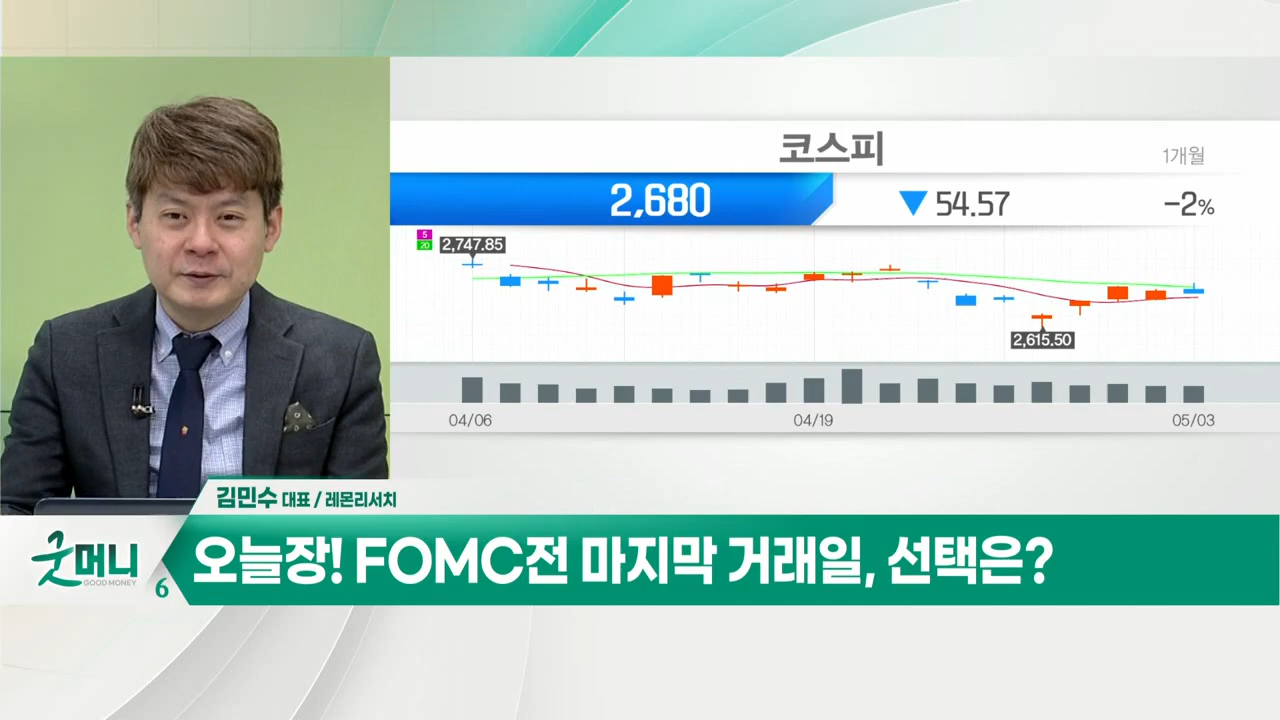 코스피
1개월
2,680
▼ 54.57
-2%
5
20
2,747.85
2,615.50
04/06
04/19
05/03
김민수 대표 / 레몬리서치
굿머니
GOOD MONEY
6
오늘장! FOMC전 마지막 거래일, 선택은?